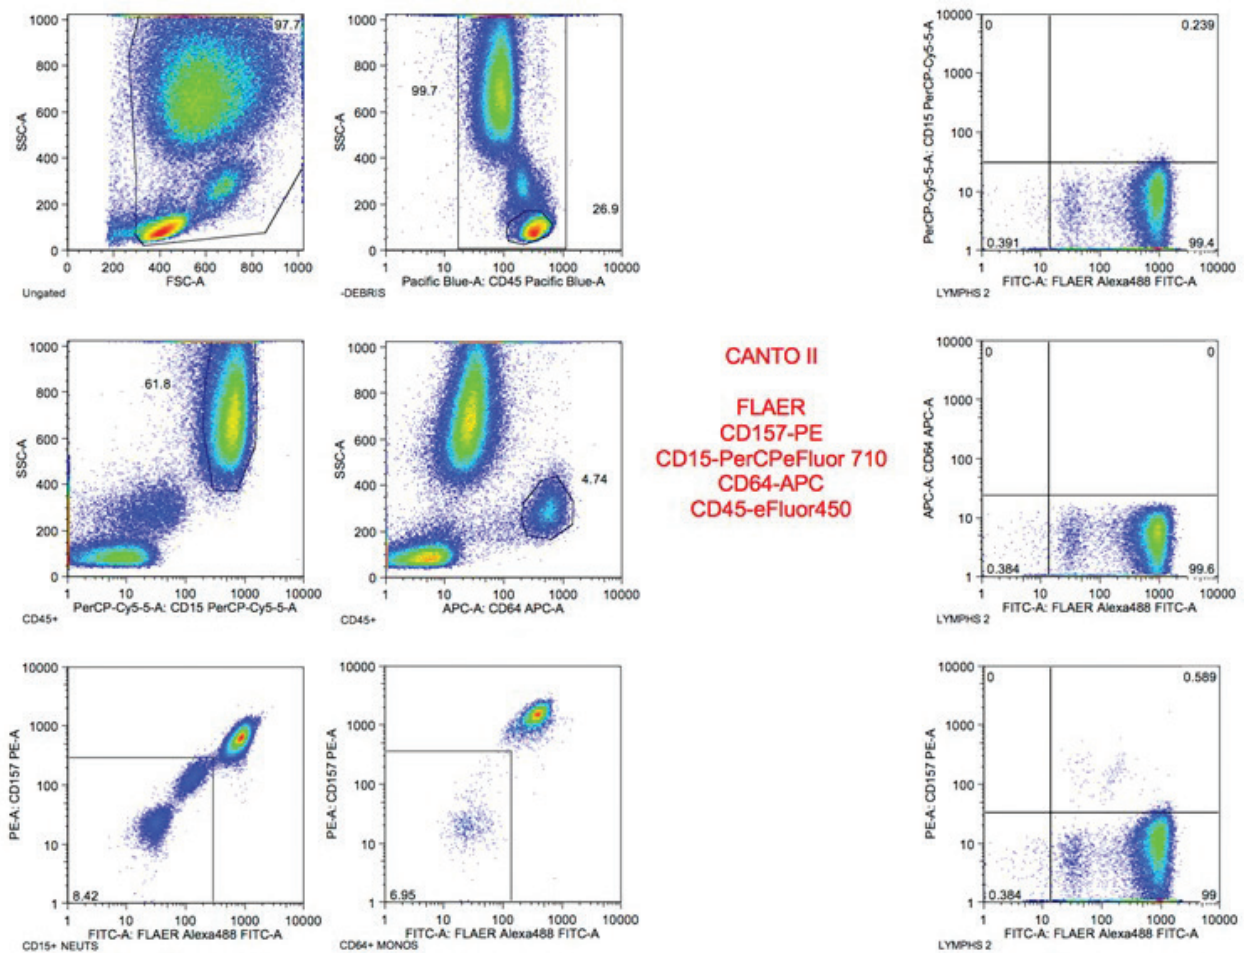 1000
800
600
400
200
0
SSC-A
97.7
0 200 400 600 800 1000
FSC-A
Ungated
1000
800
600
400
200
0
SSC-A
99.7
26.9
1 10 100 1000 10000
Pacific Blue-A: CD45 Pacific Blue-A
-DEBRIS
10000
1000
100
10
1
PerCP-Cy5-5-A: CD15 PerCP-Cy5-5-A
0 0.239
0.391 99.4
1 10 100 1000 10000
FITC-A: FLAER Alexa488 FITC-A
LYMPHS 2
1000
800
600
400
200
0
SSC-A
61.8
1 10 100 1000 10000
PerCP-Cy5-5-A: CD15 PerCP-Cy5-5-A
CD45+
1000
800
600
400
200
0
SSC-A
4.74
1 10 100 1000 10000
APC-A: CD64 APC-A
CD45+
CANTO II
FLAER
CD157-PE
CD15-PerCPeFluor 710
CD64-APC
CD45-eFluor450
10000
1000
100
10
1
APC-A: CD64 APC-A
0 0
0.384 99.6
1 10 100 1000 10000
FITC-A: FLAER Alexa488 FITC-A
LYMPHS 2
10000
1000
100
10
1
PE-A: CD157 PE-A
8.42
1 10 100 1000 10000
FITC-A: FLAER Alexa488 FITC-A
CD15+ NEUTS
10000
1000
100
10
1
PE-A: CD157 PE-A
6.95
1 10 100 1000 10000
FITC-A: FLAER Alexa488 FITC-A
CD64+ MONOS
10000
1000
100
10
1
PE-A: CD157 PE-A
0 0.589
0.384 99
1 10 100 1000 10000
FITC-A: FLAER Alexa488 FITC-A
LYMPHS 2